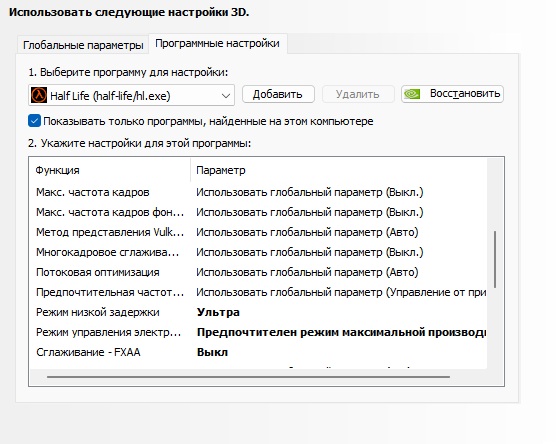 Использовать следующие настройки 3D.
Глобальные параметры Программные настройки
1. Выберите программу для настройки:
Half Life (half-life/hl.exe) Добавить Удалить Восстановить
Показывать только программы, найденные на этом компьютере
2. Укажите настройки для этой программы:
Функция Параметр
Макс. частота кадров Использовать глобальный параметр (Выкл.)
Макс. частота кадров фон... Использовать глобальный параметр (Выкл.)
Метод представления Vulk... Использовать глобальный параметр (Авто)
Многокадровое сглажива... Использовать глобальный параметр (Выкл.)
Потоковая оптимизация Использовать глобальный параметр (Авто)
Предпочтительная частот... Использовать глобальный параметр (Управление от при
Режим низкой задержки Ультра
Режим управления электр... Предпочтителен режим максимальной производи
Сглаживание - FXAA Выкл